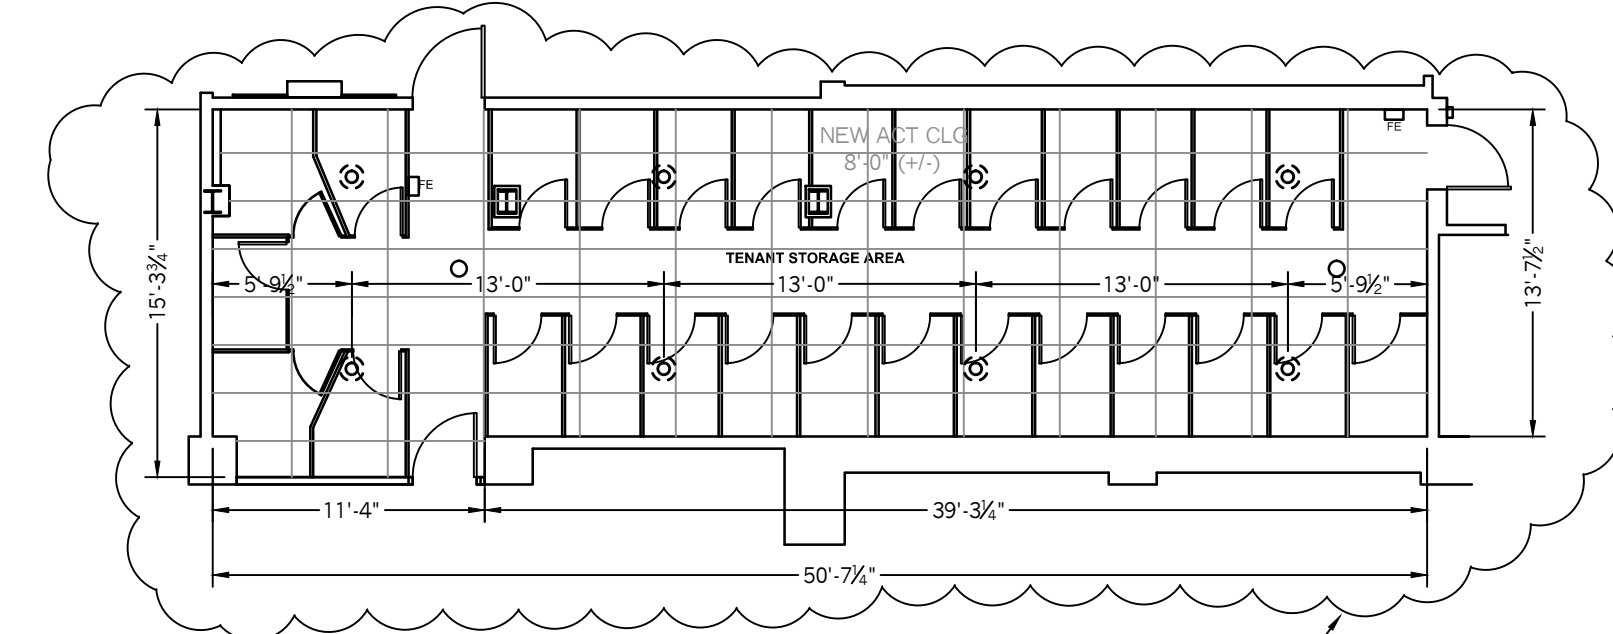 NEW ACT CLG
8'-0" (+/-)
FE
FE
TENANT STORAGE AREA
15'-3¾"
5'-9½"
13'-0"
13'-0"
13'-0"
5'-9½"
13'-7½"
11'-4"
39'-3¼"
50'-7¼"